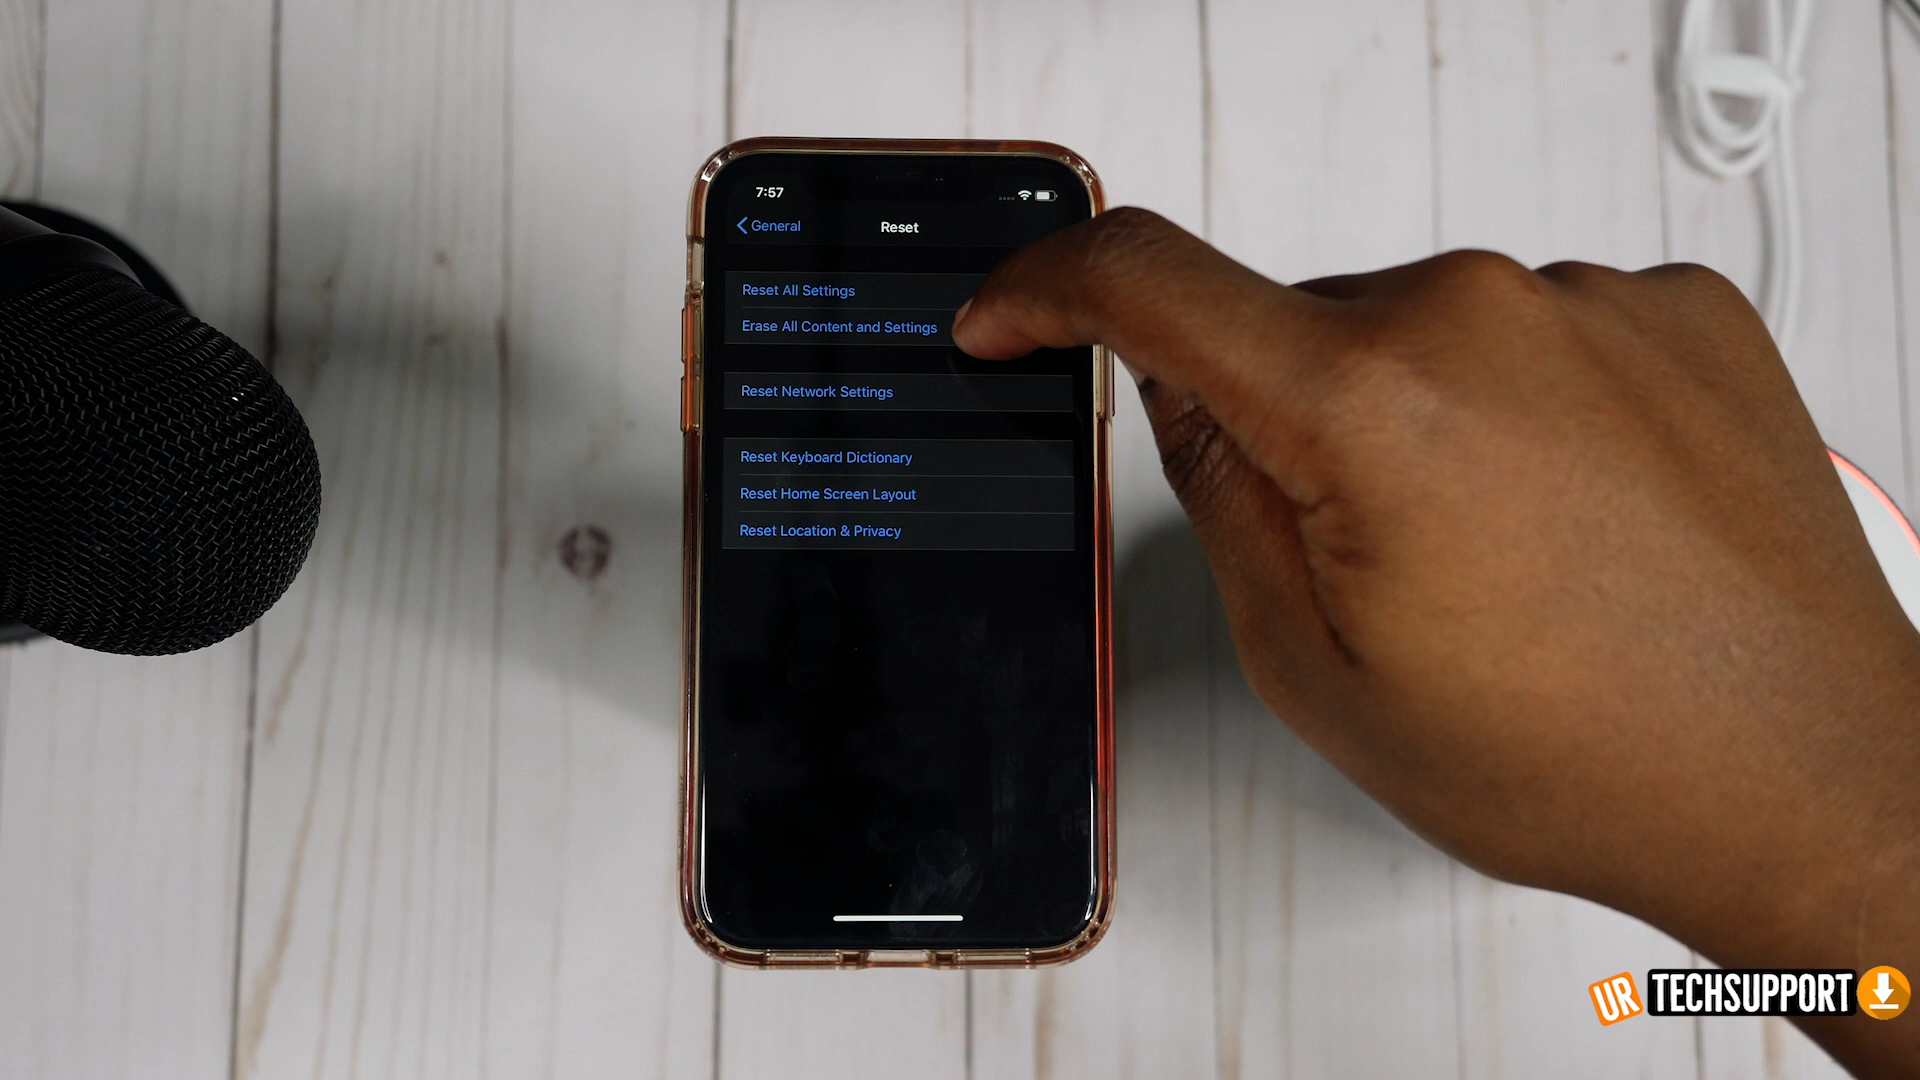 7:57
General
Reset
Reset All Settings
Erase All Content and Settings
Reset Network Settings
Reset Keyboard Dictionary
Reset Home Screen Layout
Reset Location & Privacy
UR TECHSUPPORT